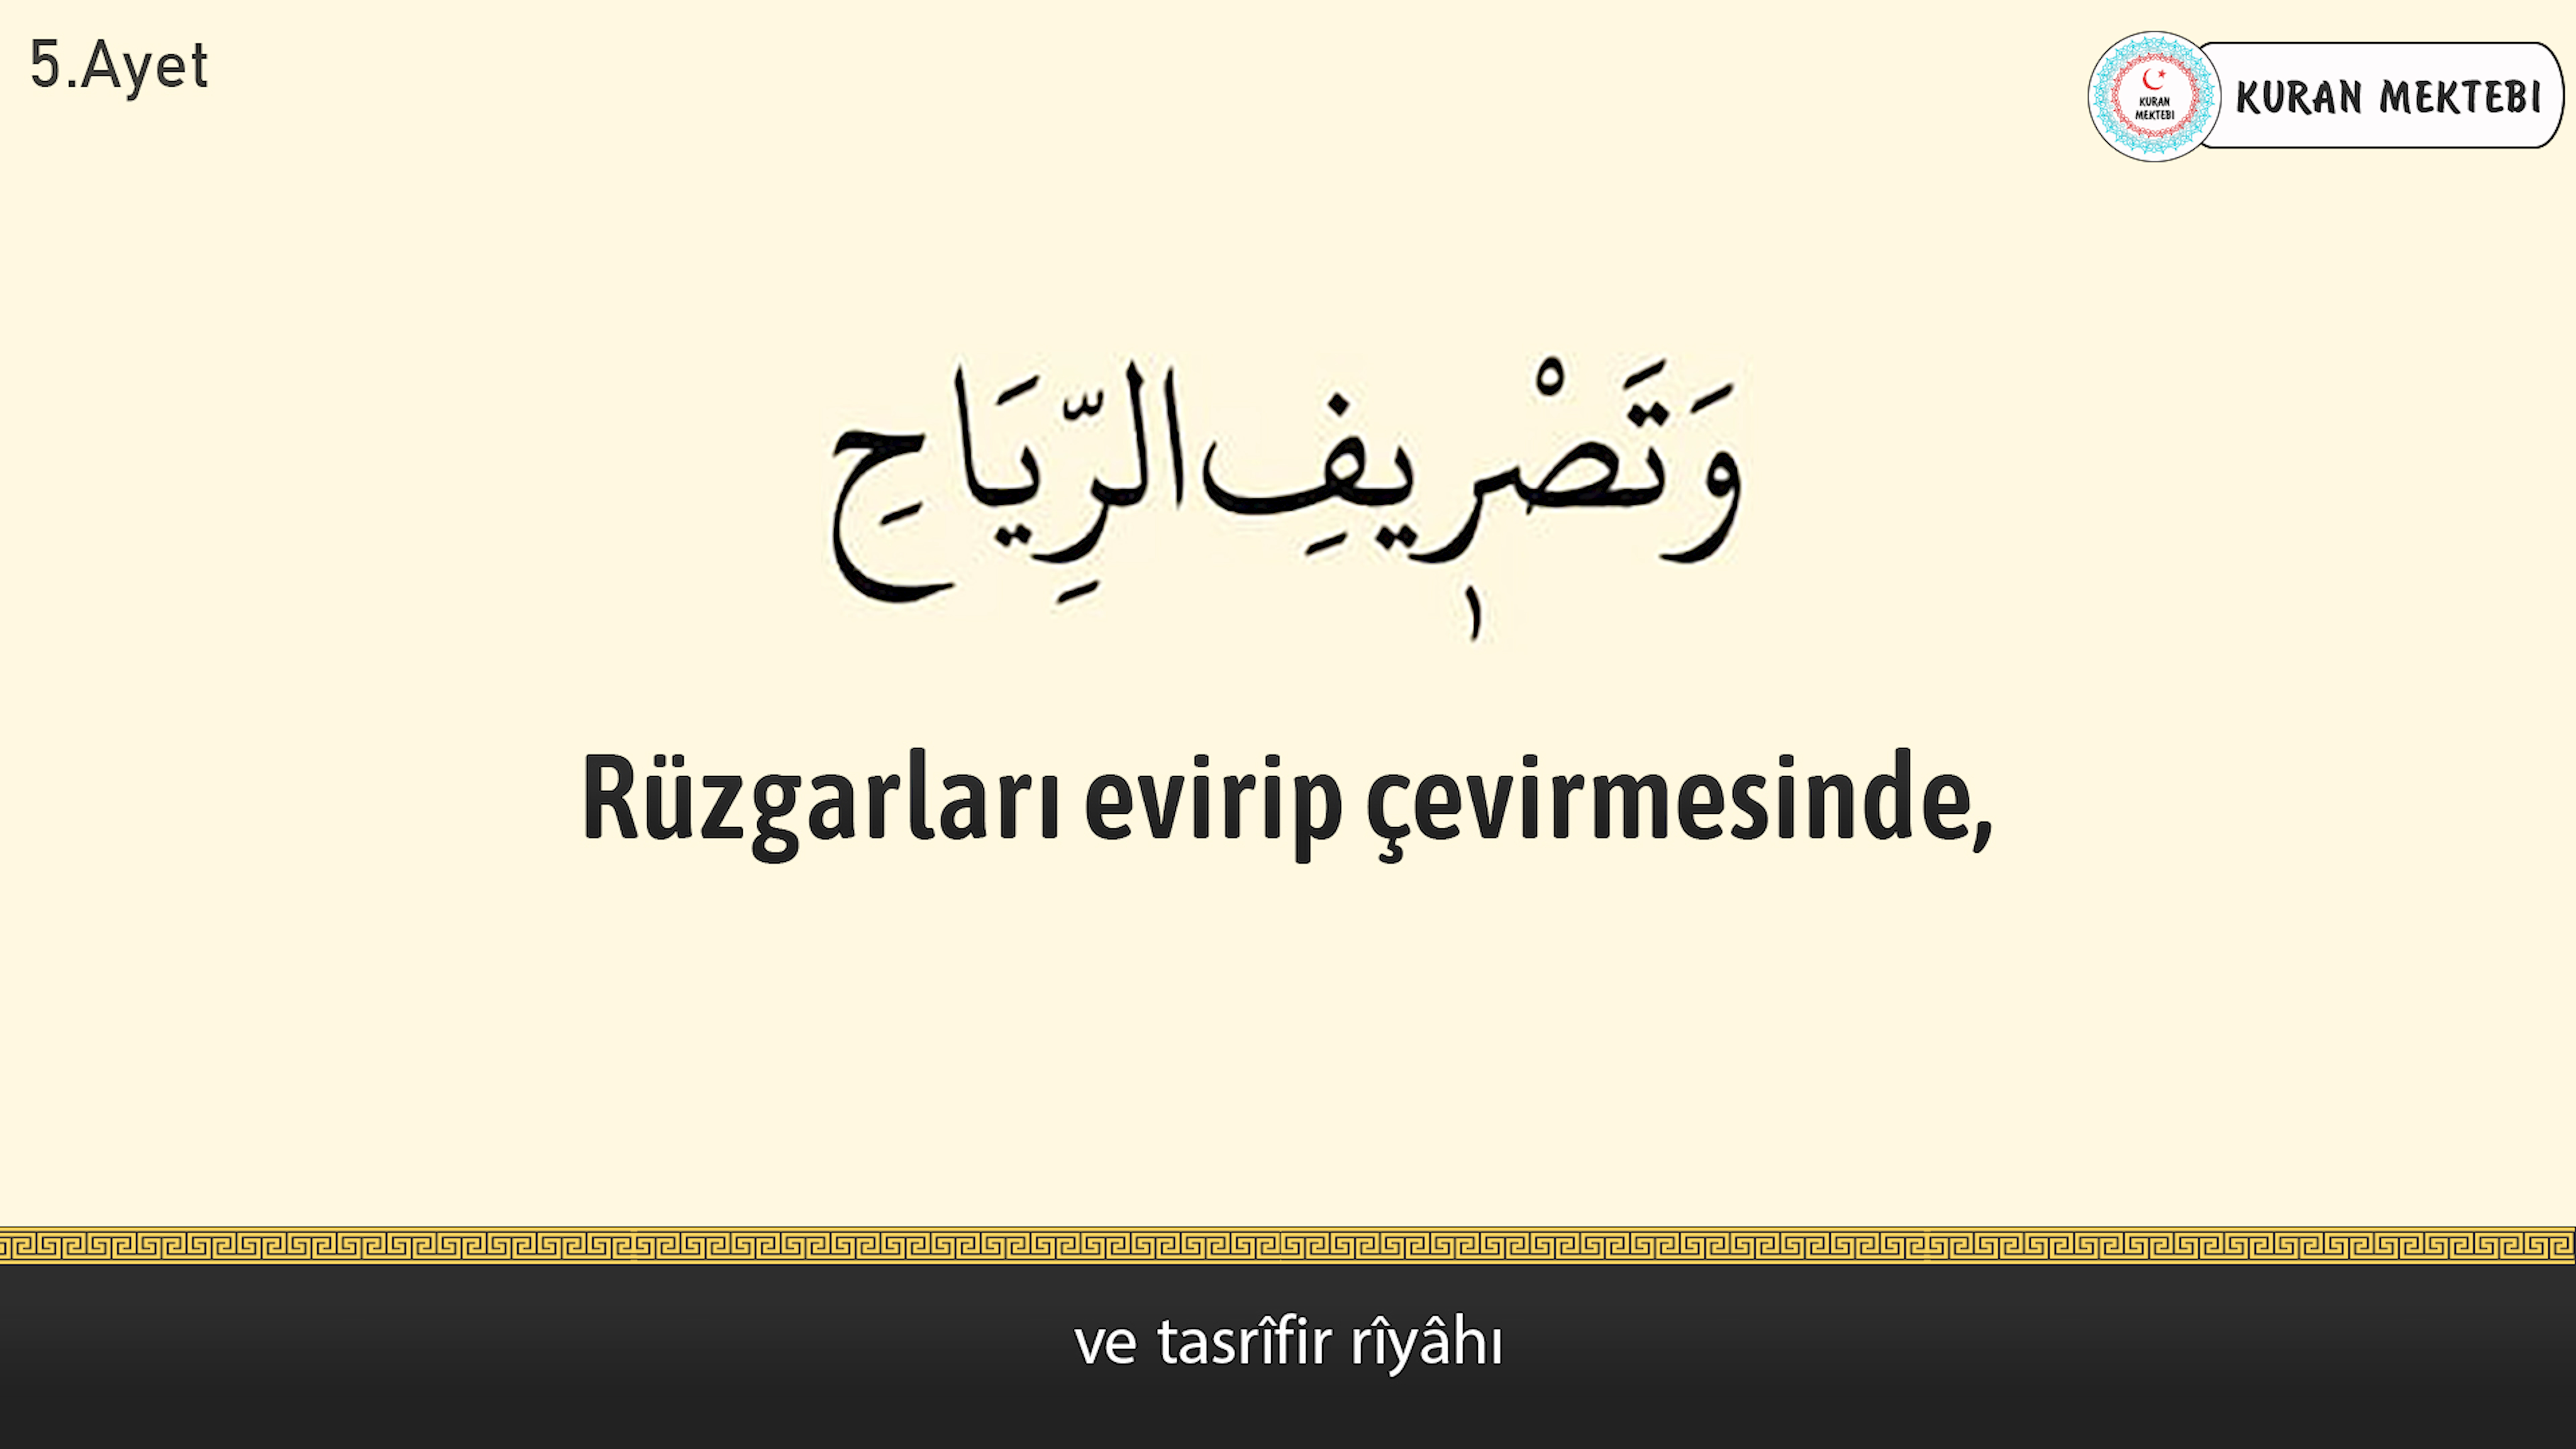 5.Ayet
KURAN
MEKTEBI
KURAN MEKTEBI
وَتَصْرٖيفِ الرِّيَاحِ
Rüzgarları evirip çevirmesinde,
ve tasrîfir rîyâhı